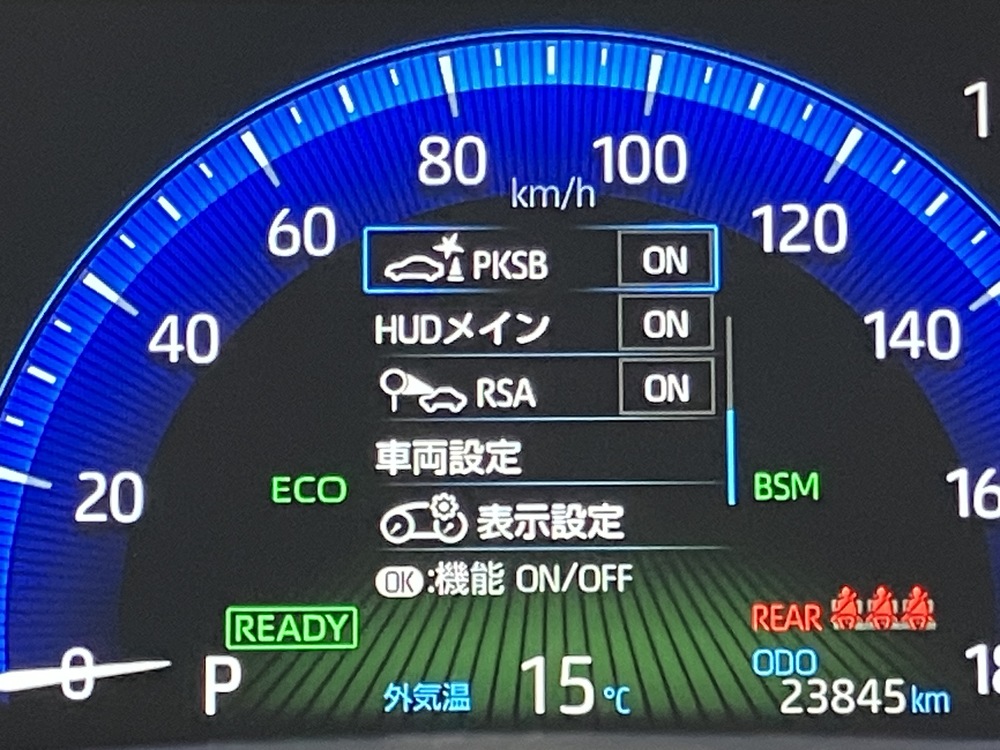 80
100
km/h
60
120
PKSB ON
HUDメイン ON
40
140
RSA ON
車両設定
20
ECO
BSM
表示設定
OK:機能 ON/OFF
READY
REAR
0
P
外気温 15℃
ODO
23845km